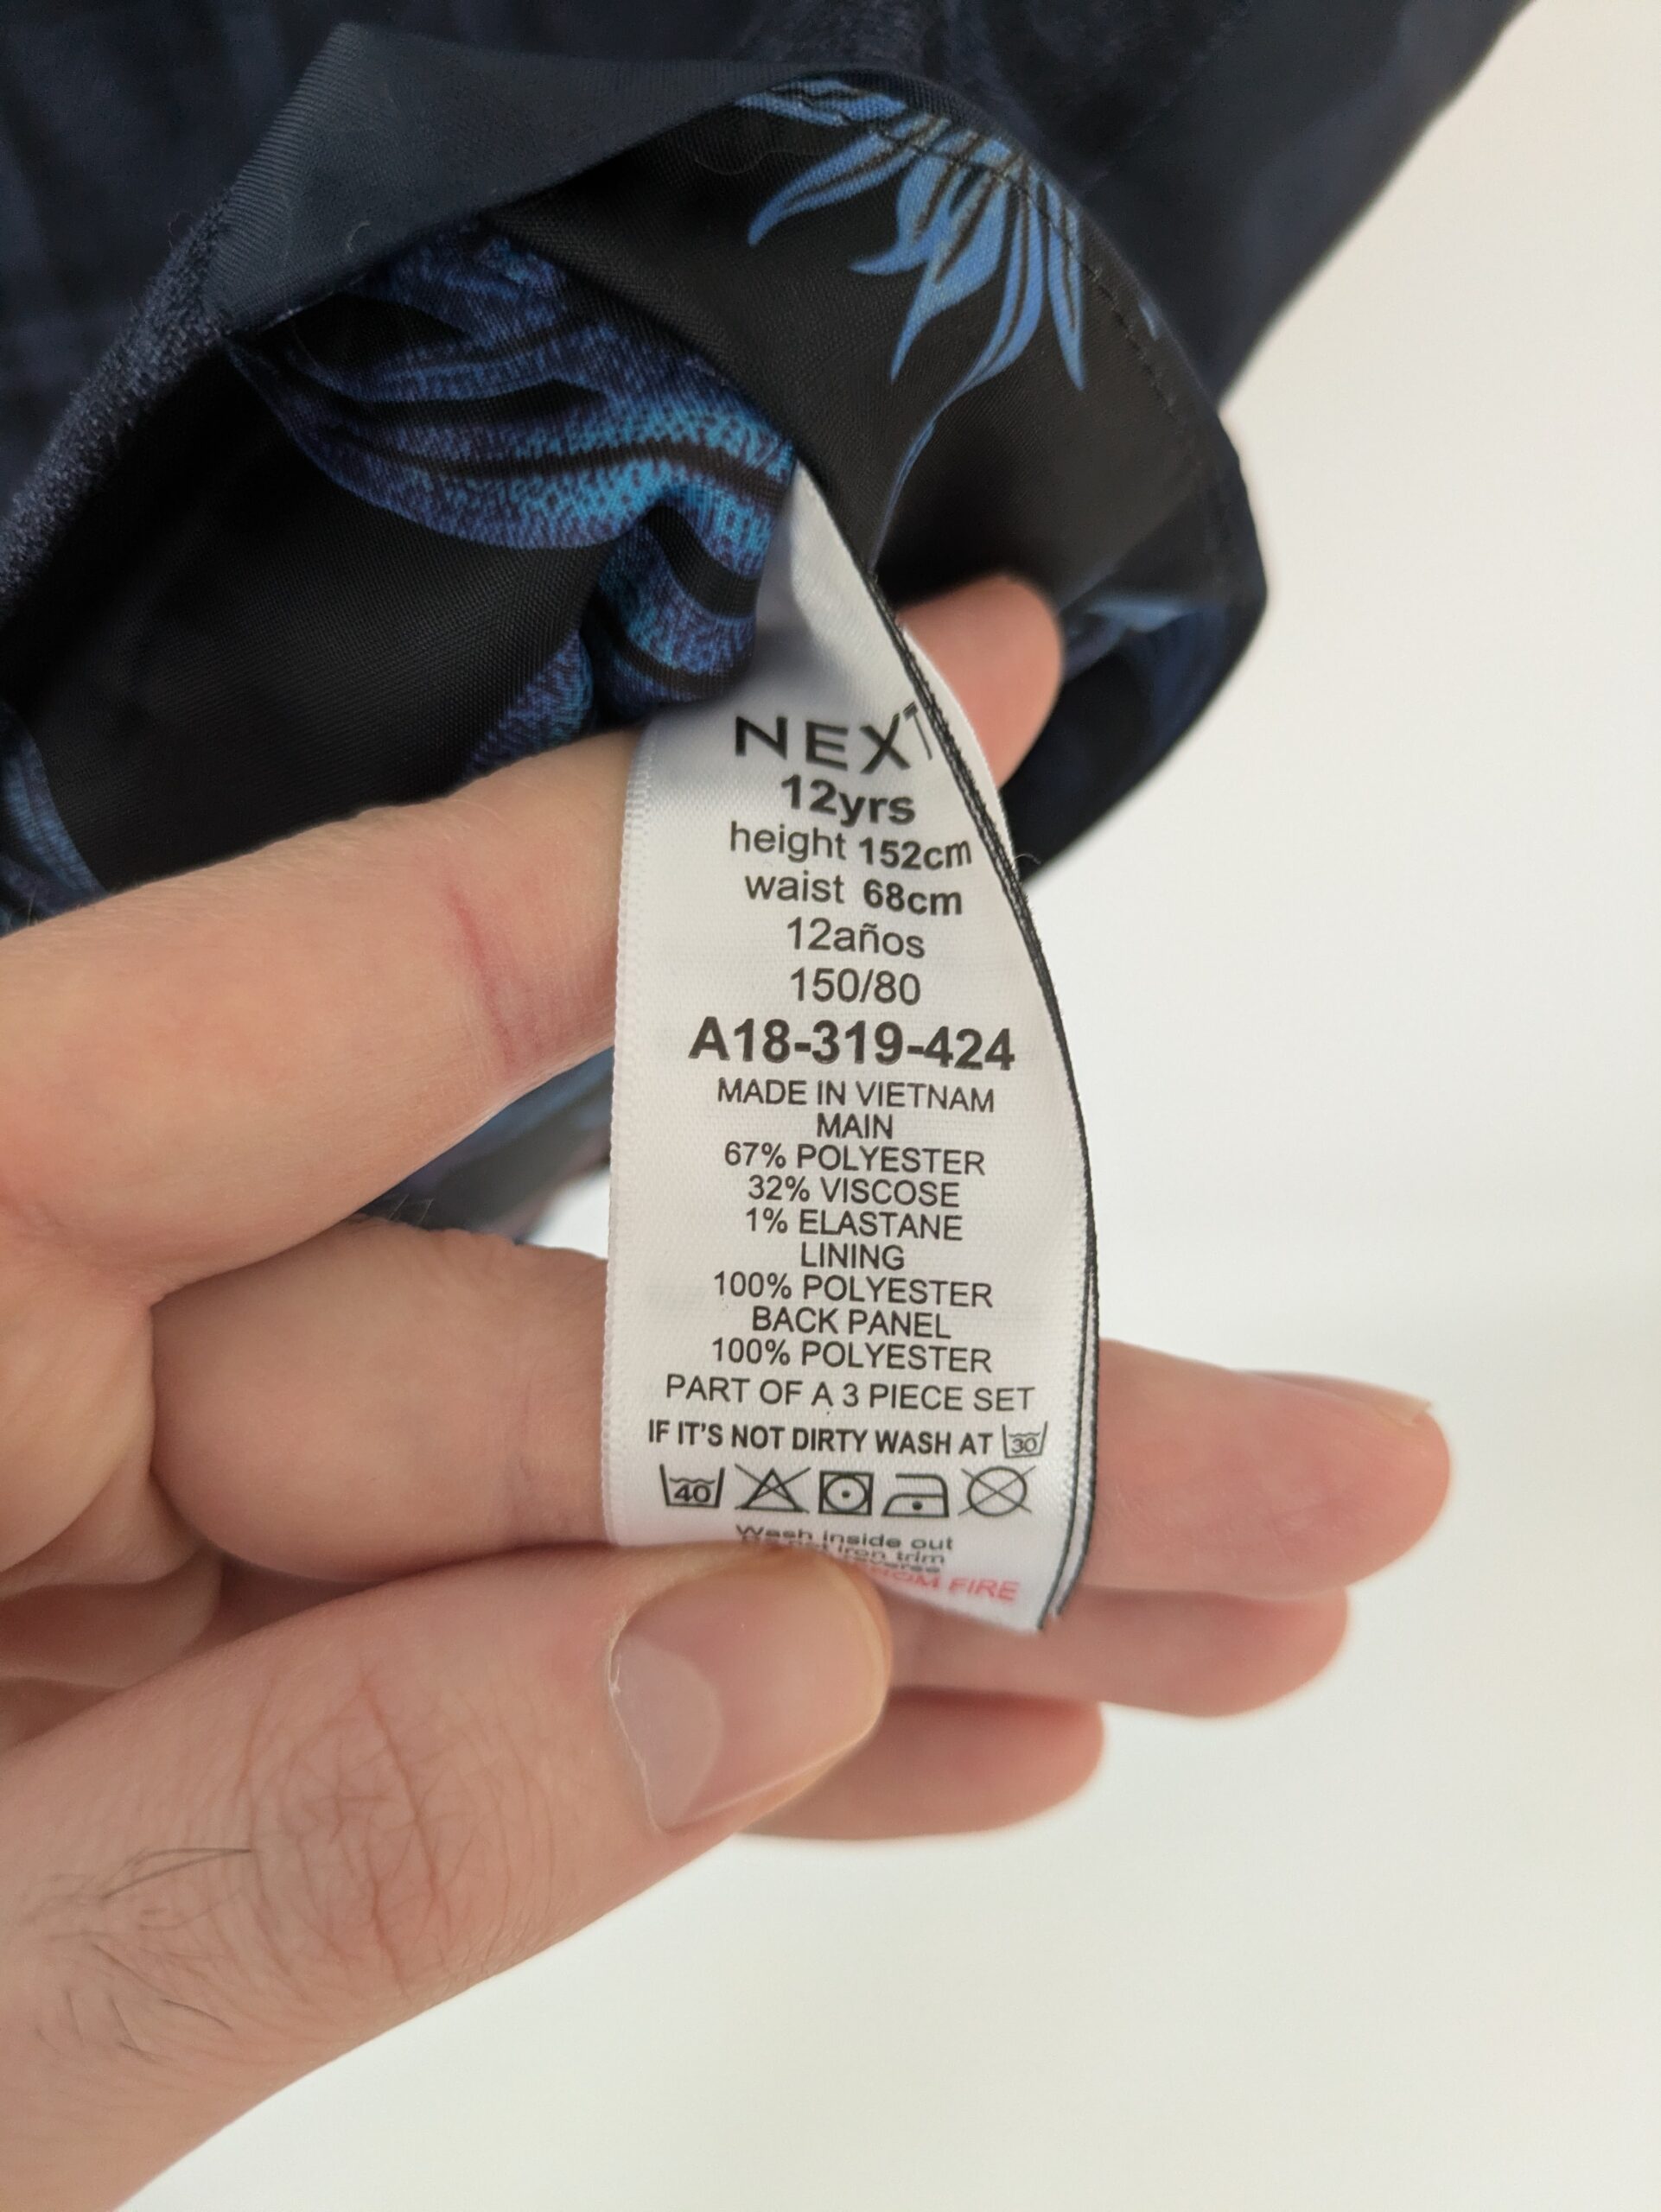 NEXT
12yrs
height 152cm
waist 68cm
12años
150/80
A18-319-424
MADE IN VIETNAM
MAIN
67% POLYESTER
32% VISCOSE
1% ELASTANE
LINING
100% POLYESTER
BACK PANEL
100% POLYESTER
PART OF A 3 PIECE SET
IF IT'S NOT DIRTY WASH AT 30
40
Wash inside out
iron trim
FIRE